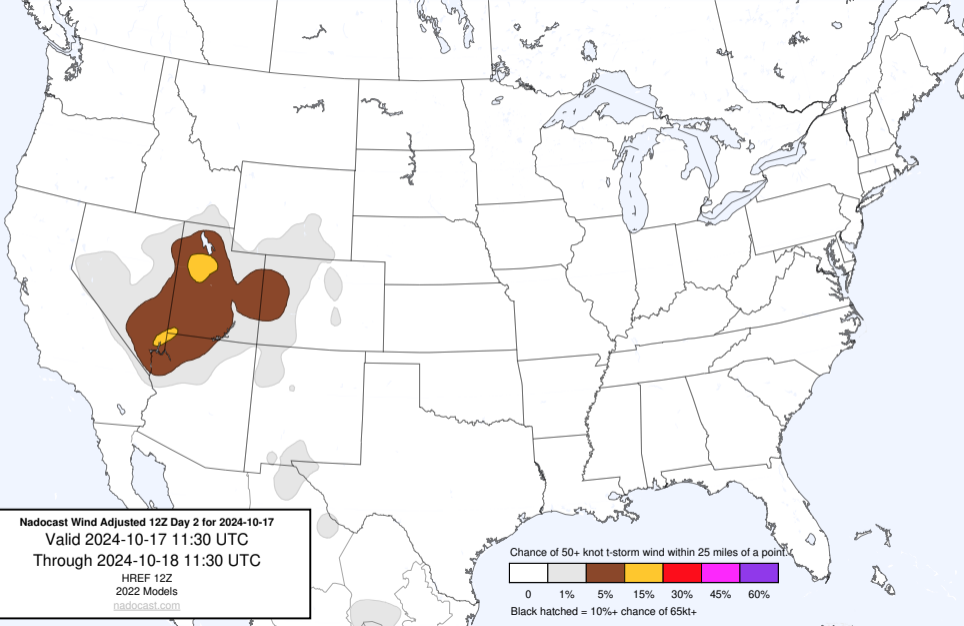 Nadocast Wind Adjusted 12Z Day 2 for 2024-10-17
Valid 2024-10-17 11:30 UTC
Through 2024-10-18 11:30 UTC
HREF 12Z
2022 Models
nadocast.com
Chance of 50+ knot t-storm wind within 25 miles of a point.
0 1% 5% 15% 30% 45% 60%
Black hatched = 10%+ chance of 65kt+